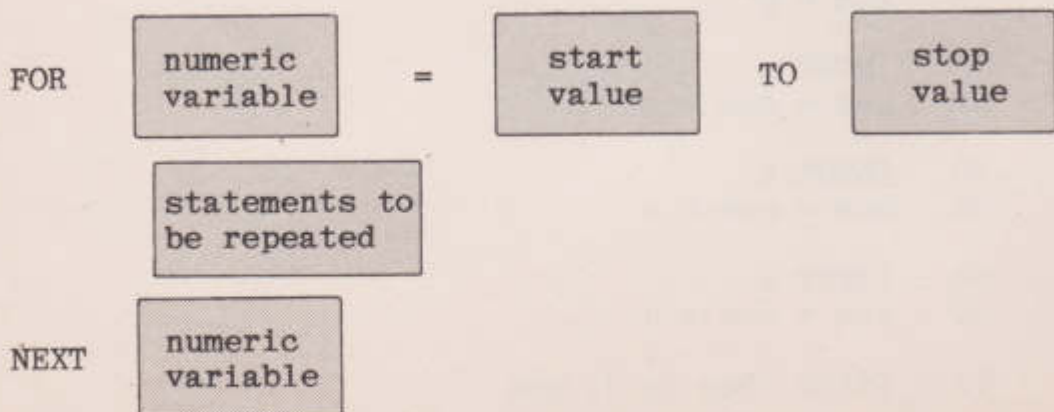 FOR numeric variable = start value TO stop value
statements to be repeated
NEXT numeric variable